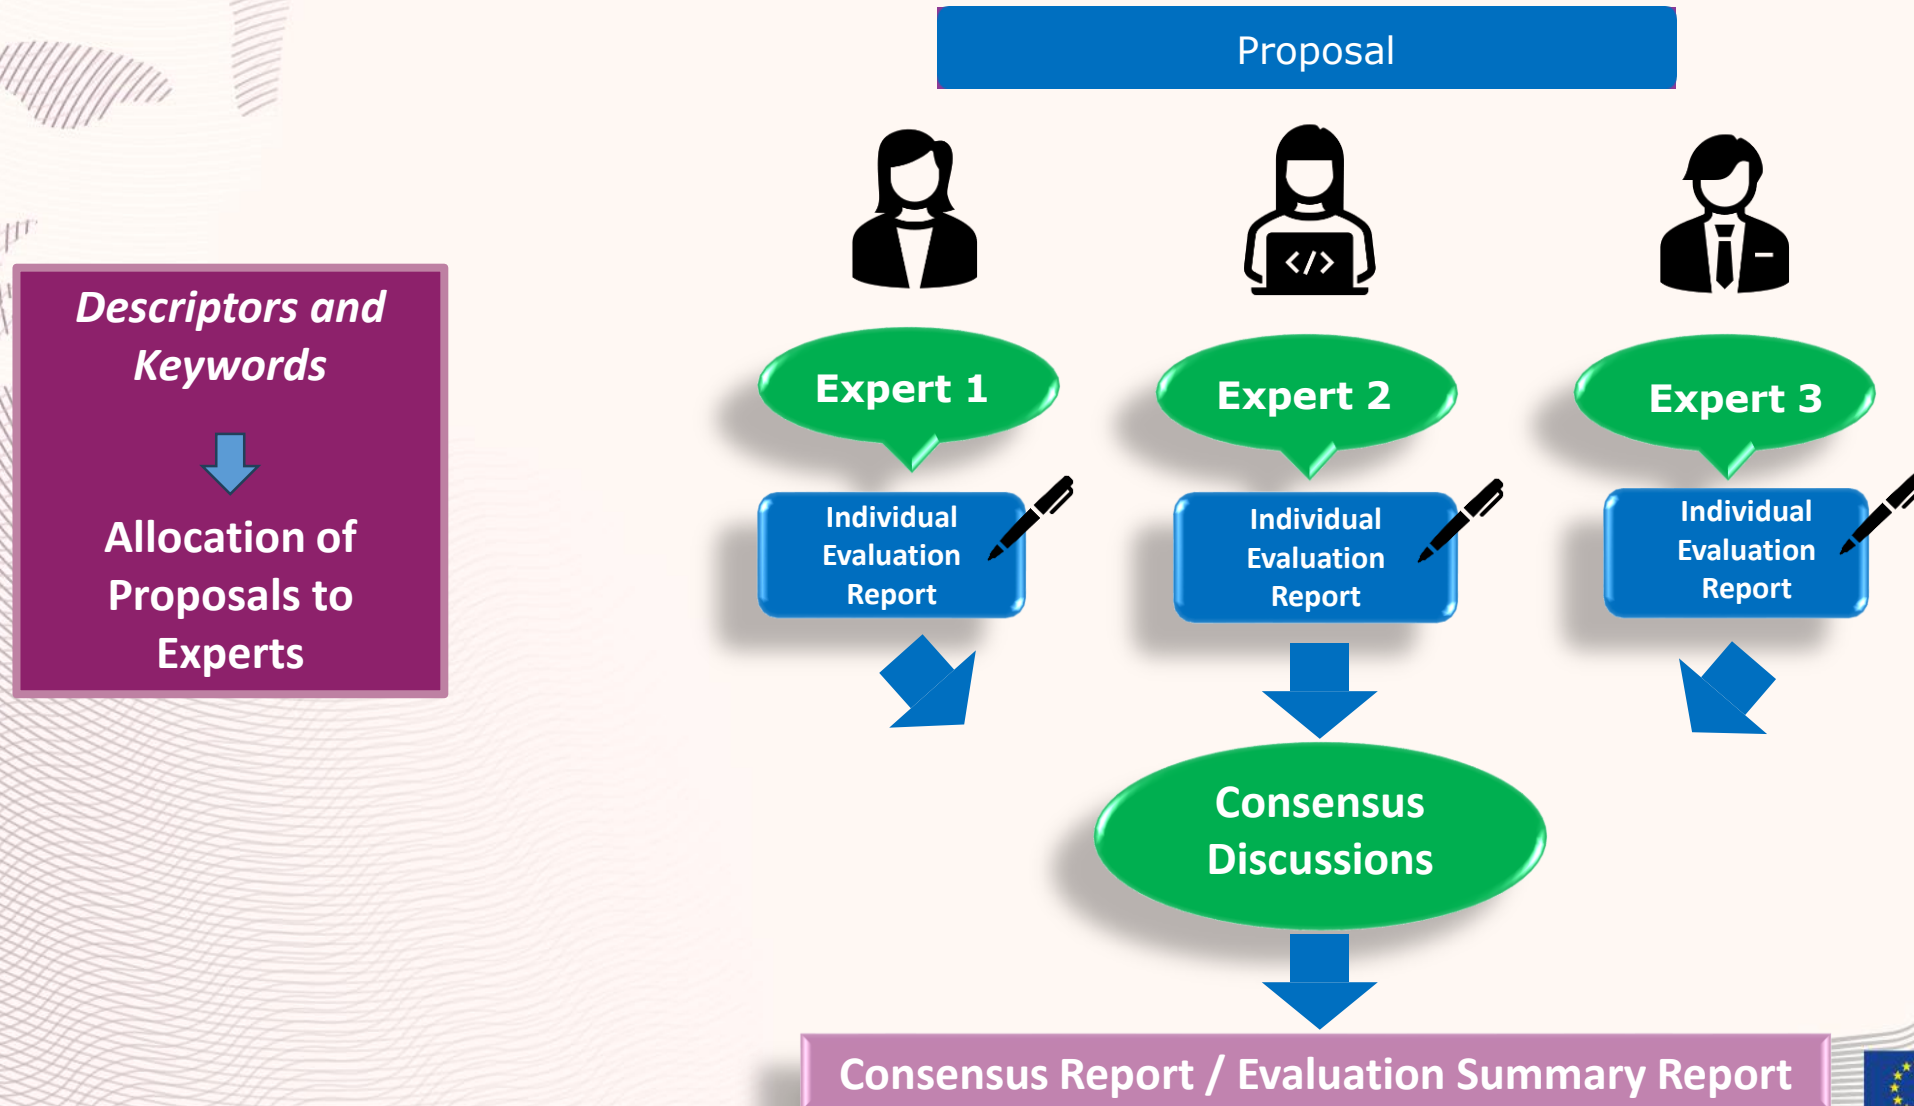 Proposal
Descriptors and
Keywords
Allocation of
Proposals to
Experts
</>
Expert 1
Expert 2
Expert 3
Individual
Evaluation
Report
Individual
Evaluation
Report
Individual
Evaluation
Report
Consensus
Discussions
Consensus Report / Evaluation Summary Report